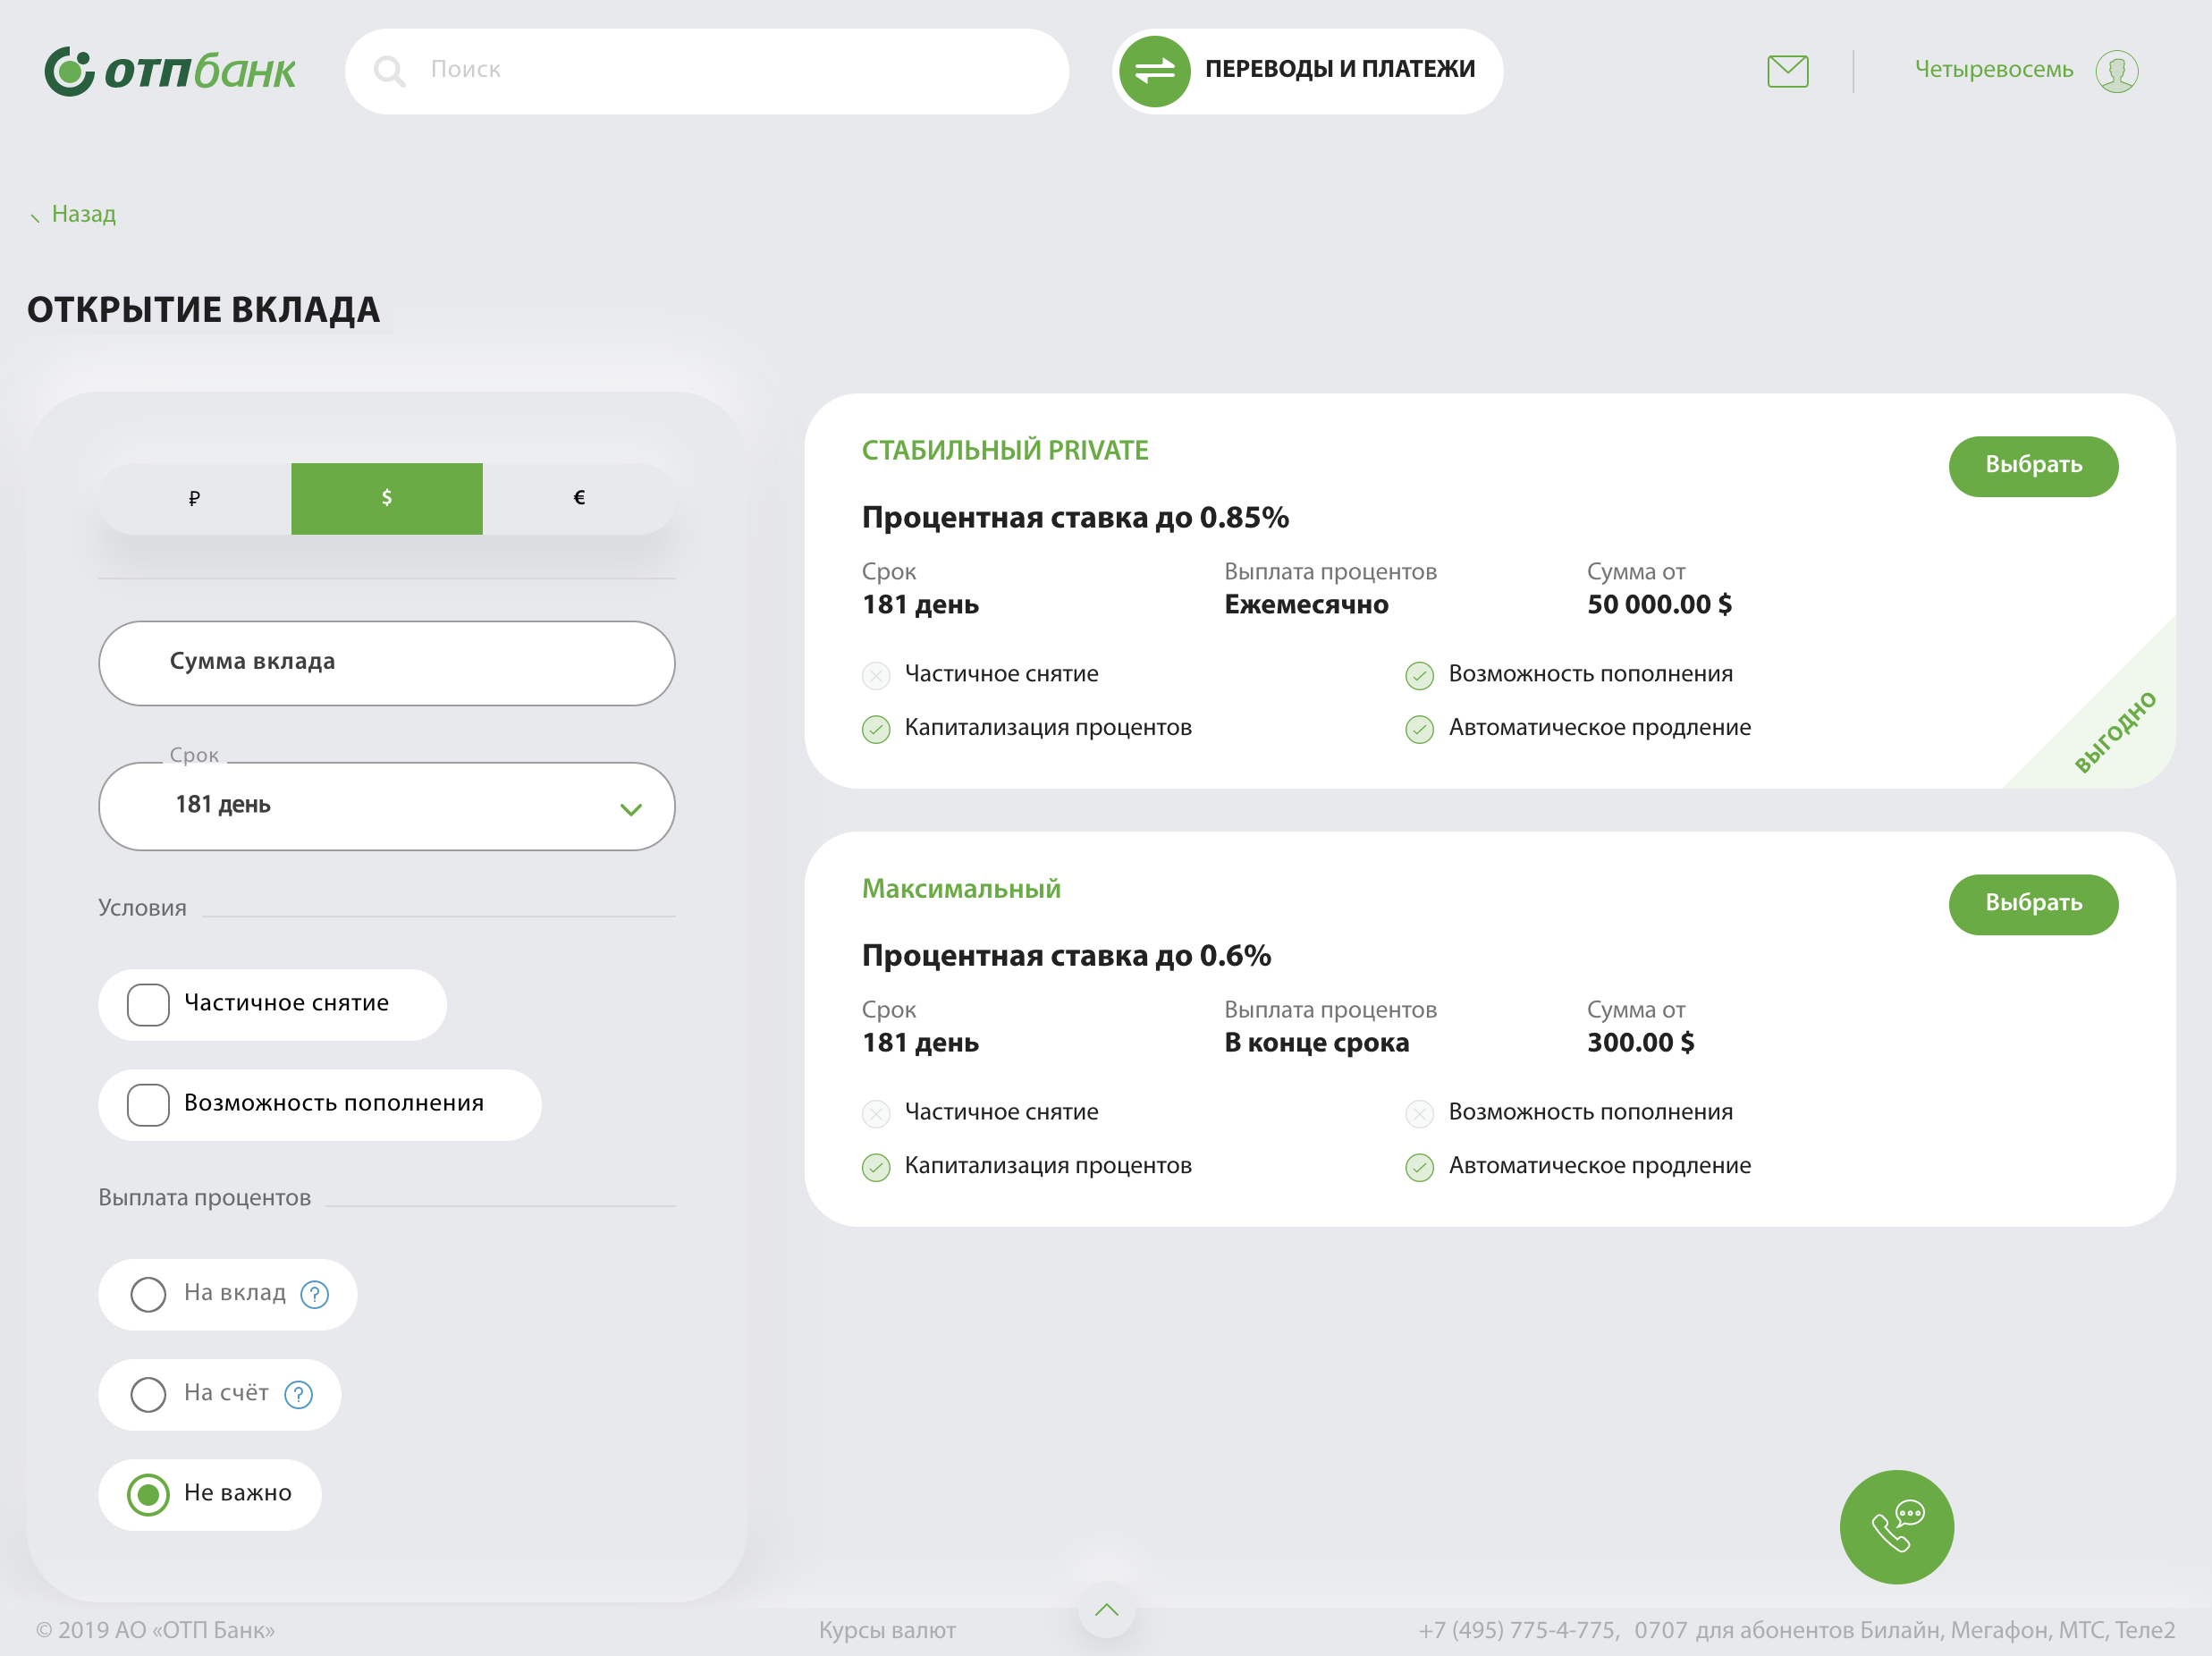 отпбанк
Поиск
ПЕРЕВОДЫ И ПЛАТЕЖИ
Четыревосемь
Назад
ОТКРЫТИЕ ВКЛАДА
₽ $ €
Сумма вклада
Срок
181 день
Условия
Частичное снятие
Возможность пополнения
Выплата процентов
На вклад ?
На счёт ?
Не важно
СТАБИЛЬНЫЙ PRIVATE
Выбрать
Процентная ставка до 0.85%
Срок Выплата процентов Сумма от
181 день Ежемесячно 50 000.00 $
Частичное снятие Возможность пополнения
Капитализация процентов Автоматическое продление
ВЫГОДНО
Максимальный
Выбрать
Процентная ставка до 0.6%
Срок Выплата процентов Сумма от
181 день В конце срока 300.00 $
Частичное снятие Возможность пополнения
Капитализация процентов Автоматическое продление
© 2019 АО «ОТП Банк» Курсы валют +7 (495) 775-4-775, 0707 для абонентов Билайн, Мегафон, МТС, Теле2